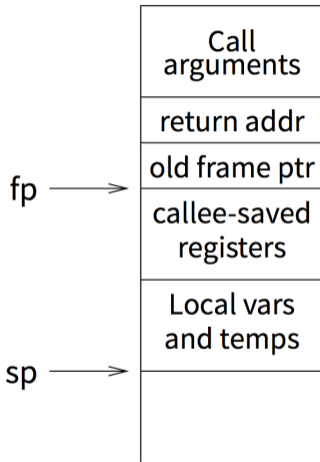 Call
arguments
return addr
old frame ptr
fp
callee-saved
registers
Local vars
and temps
sp